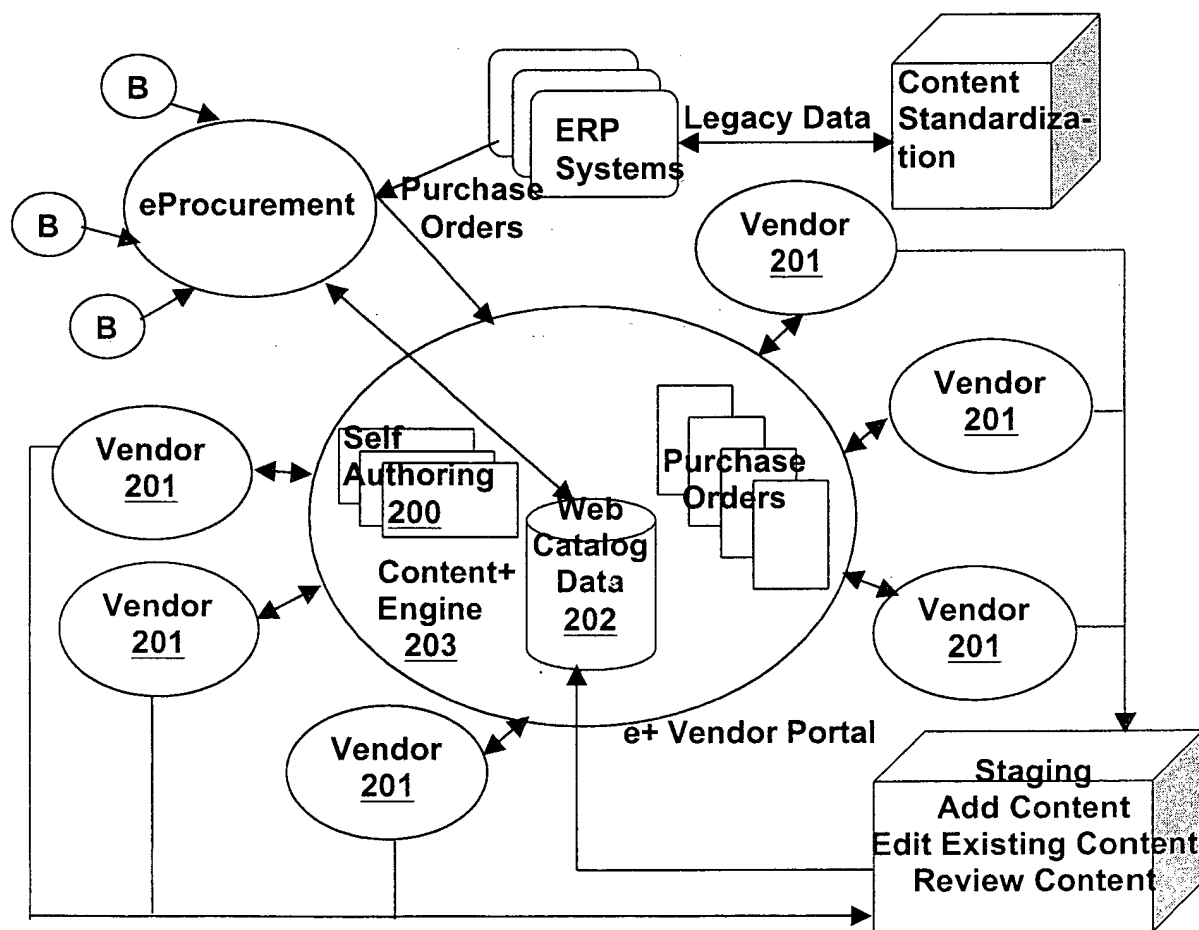 B
ERP
Systems
Legacy Data
Content
Standardiza-
tion
eProcurement
Purchase
Orders
B
B
Vendor
201
Vendor
201
Vendor
201
Self
Authoring
200
Purchase
Orders
Web
Catalog
Data
202
Content+
Engine
203
Vendor
201
Vendor
201
Vendor
201
e+ Vendor Portal
Staging
Add Content
Edit Existing Content
Review Content